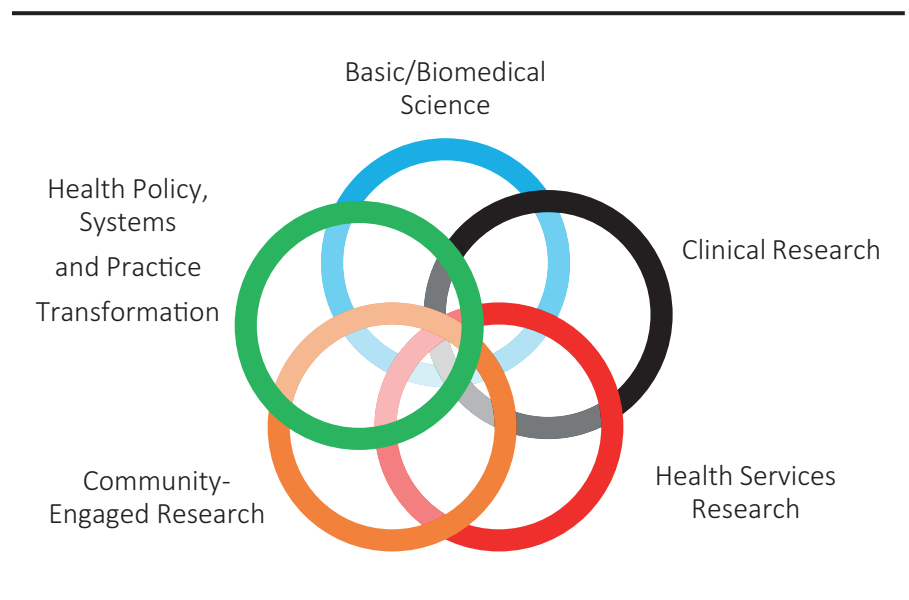 Basic/Biomedical
Science
Health Policy,
Systems
and Practice
Transformation
Clinical Research
Community-
Engaged Research
Health Services
Research